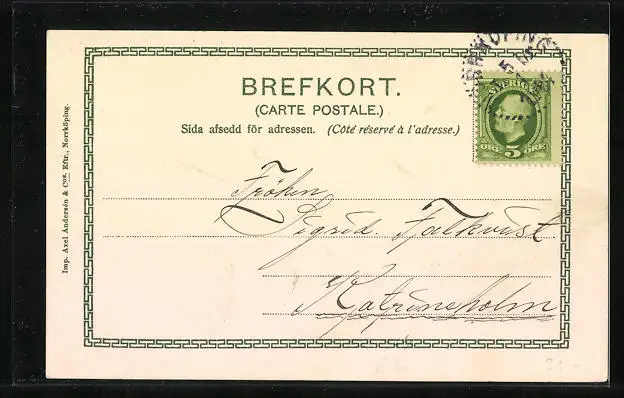 BREFKORT.
(CARTE POSTALE.)
Sida afsedd för adressen. (Côté réservé à l'adresse.)
NORRKÖPING
SVERIGE
ÖRE 5 ÖRE
Fröken
Sigrid Falkvist.
Katrineholm
Imp. Axel Andersén & Cos. Eftr., Norrköping.